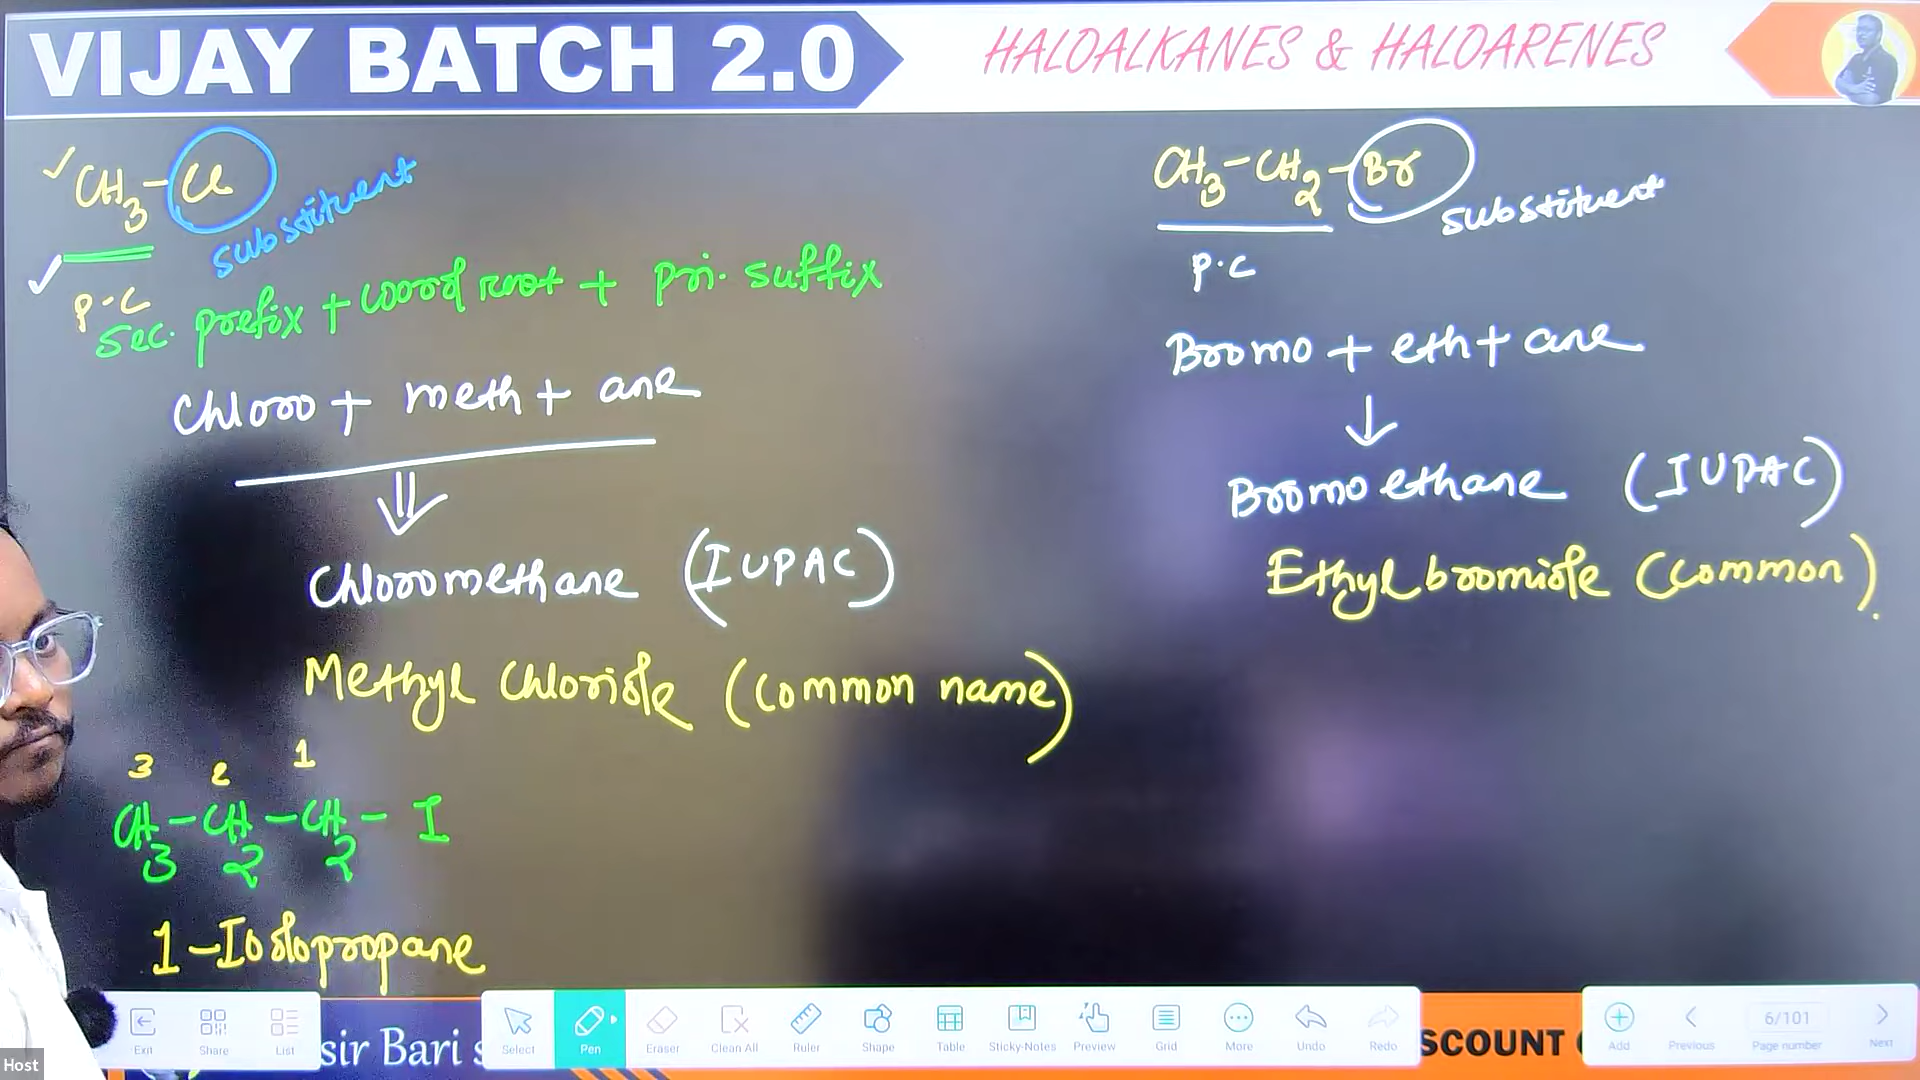 VIJAY BATCH 2.0
HALOALKANES & HALOARENES
CH3-Cl
substituent
P.C
sec. prefix + word root + pri. suffix
Chloro + meth + ane
⇓
Chloromethane (IUPAC)
Methyl chloride (common name)
3 2 1
CH3-CH2-CH2-I
1-Iodopropane
CH3-CH2-Br
substituent
P.C
Bromo + eth + ane
↓
Bromoethane (IUPAC)
Ethyl bromide (common).
sir Bari s
SCOUNT
Exit
Share
List
Select
Pen
Eraser
Clean All
Ruler
Shape
Table
Sticky-Notes
Preview
Grid
More
Undo
Redo
Add
Previous
6/101
Page number
Next
Host